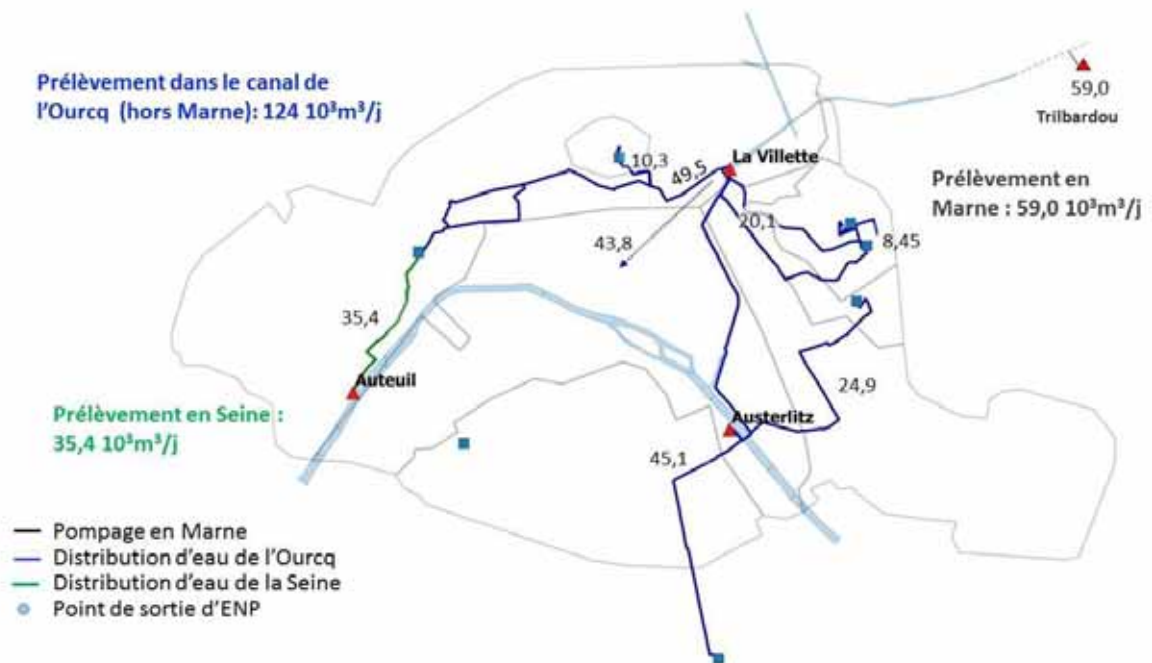 Prélèvement dans le canal de
l'Ourcq (hors Marne): 124 10³m³/j
59,0
Trilbardou
La Villette
10,3
49,5
Prélèvement en
Marne : 59,0 10³m³/j
20,1
8,45
43,8
35,4
Auteuil
24,9
Prélèvement en Seine :
35,4 10³m³/j
Austerlitz
45,1
Pompage en Marne
Distribution d'eau de l'Ourcq
Distribution d'eau de la Seine
Point de sortie d'ENP